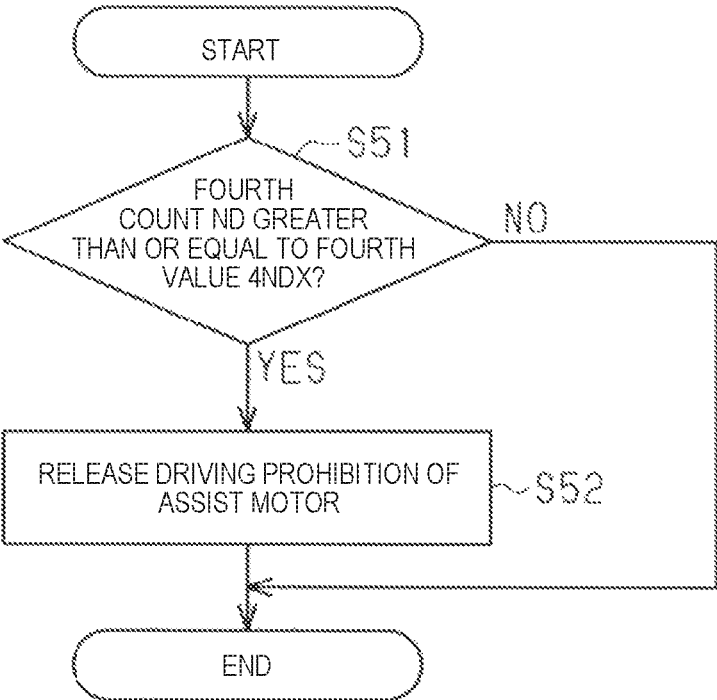 START
S51
FOURTH
COUNT ND GREATER
THAN OR EQUAL TO FOURTH
VALUE 4NDX?
NO
YES
RELEASE DRIVING PROHIBITION OF
ASSIST MOTOR
S52
END